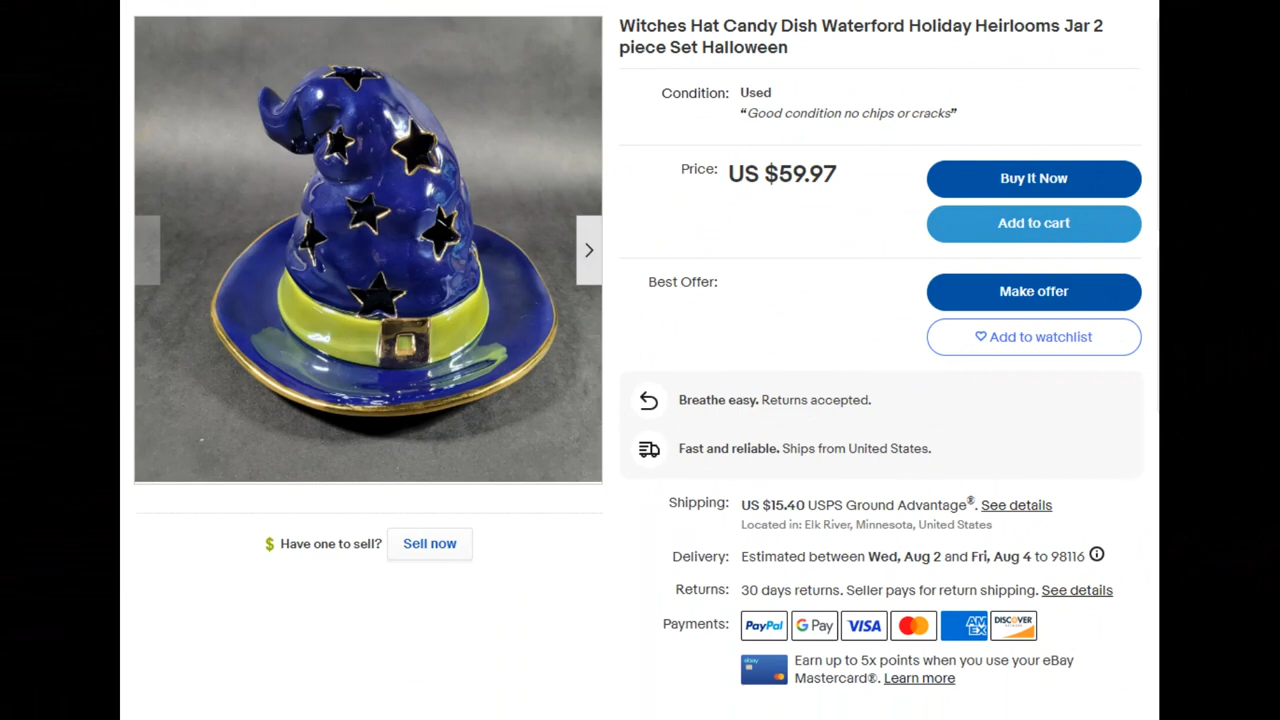 Witches Hat Candy Dish Waterford Holiday Heirlooms Jar 2
piece Set Halloween
Condition: Used
"Good condition no chips or cracks"
Price: US $59.97
Buy It Now
Add to cart
Best Offer:
Make offer
Add to watchlist
Breathe easy. Returns accepted.
Fast and reliable. Ships from United States.
Shipping: US $15.40 USPS Ground Advantage®. See details
Located in: Elk River, Minnesota, United States
Delivery: Estimated between Wed, Aug 2 and Fri, Aug 4 to 98116
Returns: 30 days returns. Seller pays for return shipping. See details
Payments: PayPal G Pay VISA AM EX DISCOVER
ebay
Earn up to 5x points when you use your eBay
Mastercard®. Learn more
$ Have one to sell? Sell now